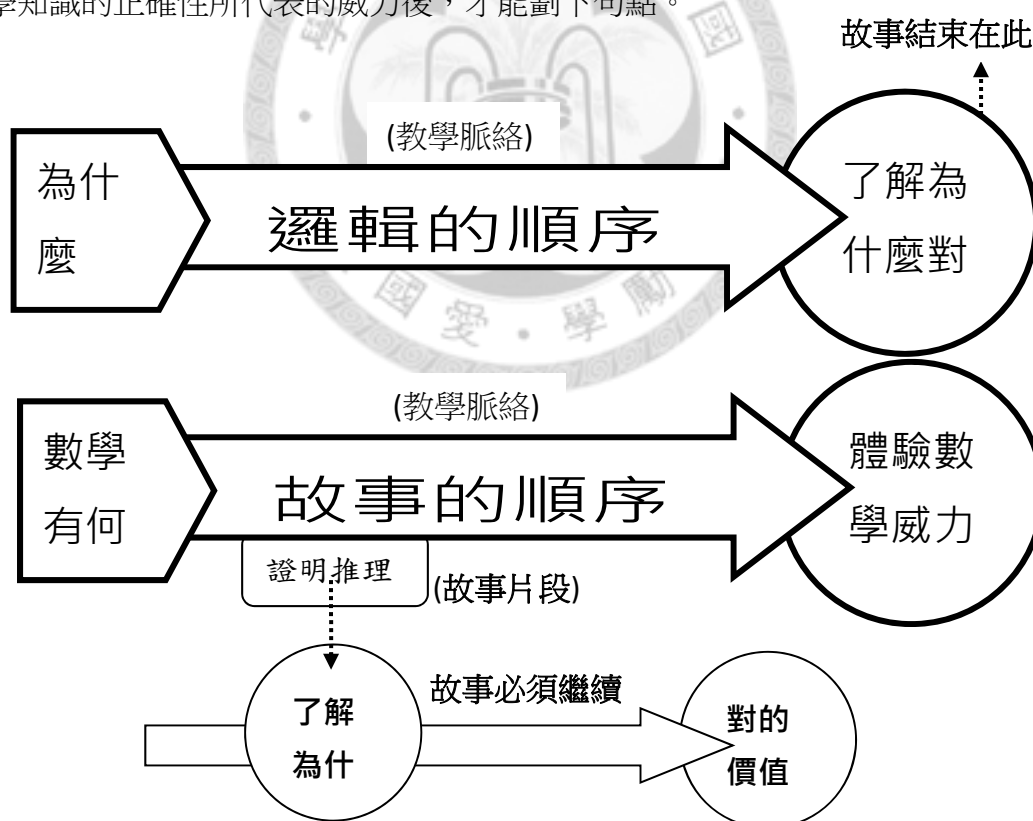 學知識的正確性所代表的威力後，才能劃下句點。
故事結束在此
(教學脈絡)
為什
麼
邏輯的順序
了解為
什麼對
國 愛 · 學 勵
(教學脈絡)
數學
有何
故事的順序
體驗數
學威力
證明推理
(故事片段)
了解
為什
故事必須繼續
對的
價值